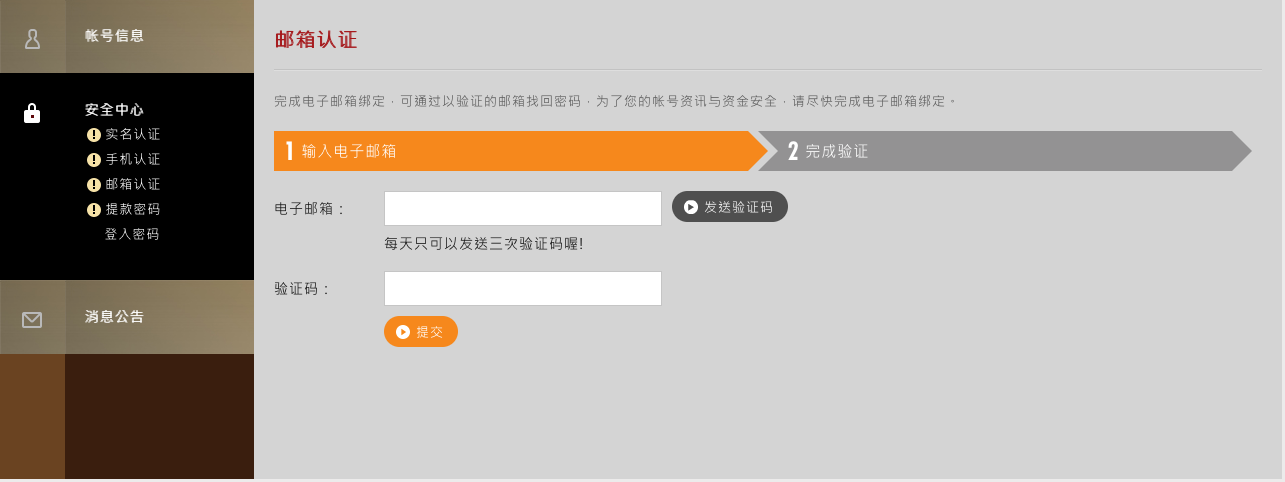 帐号信息
安全中心
实名认证
手机认证
邮箱认证
提款密码
登入密码
消息公告
邮箱认证
完成电子邮箱绑定，可通过以验证的邮箱找回密码，为了您的帐号资讯与资金安全，请尽快完成电子邮箱绑定。
1 输入电子邮箱
2 完成验证
电子邮箱：
发送验证码
每天只可以发送三次验证码喔!
验证码：
提交